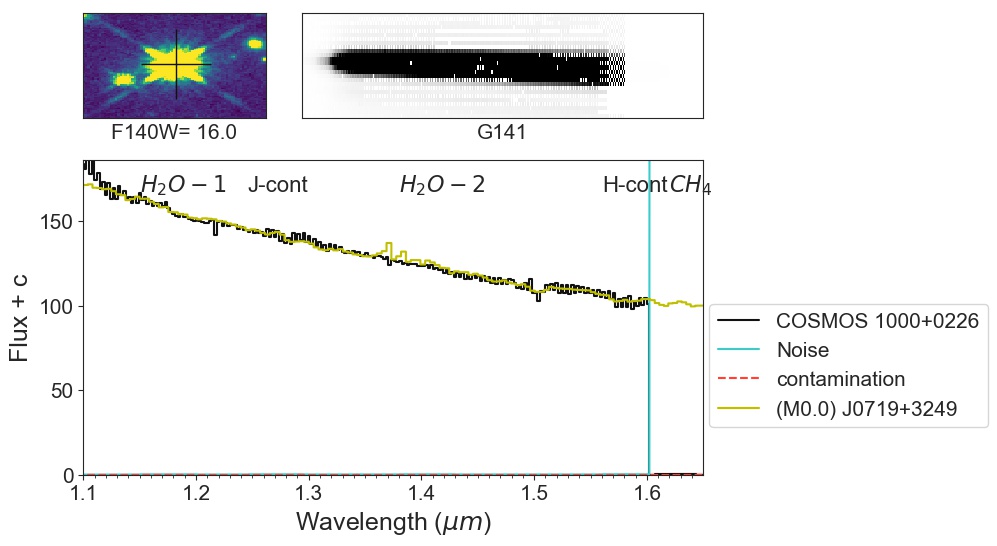 F140W= 16.0
G141
H₂O − 1 J-cont H₂O − 2 H-cont CH₄
150
100
50
0
Flux + c
1.1 1.2 1.3 1.4 1.5 1.6
Wavelength (μm)
COSMOS 1000+0226
Noise
contamination
(M0.0) J0719+3249